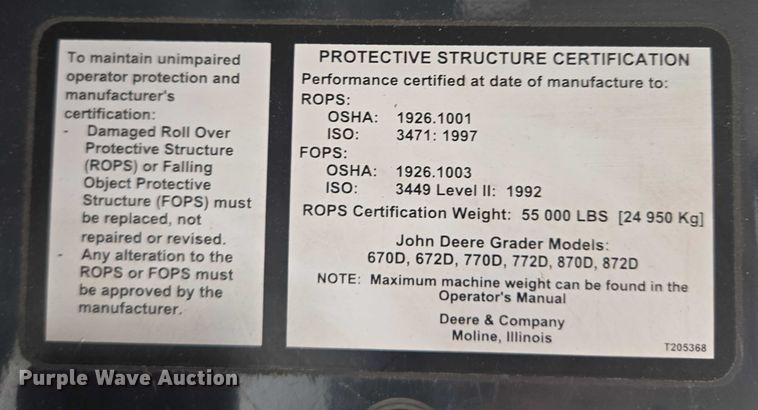 To maintain unimpaired
operator protection and
manufacturer's
certification:
- Damaged Roll Over
Protective Structure
(ROPS) or Falling
Object Protective
Structure (FOPS) must
be replaced, not
repaired or revised.
- Any alteration to the
ROPS or FOPS must
be approved by the
manufacturer.
PROTECTIVE STRUCTURE CERTIFICATION
Performance certified at date of manufacture to:
ROPS:
OSHA: 1926.1001
ISO: 3471: 1997
FOPS:
OSHA: 1926.1003
ISO: 3449 Level II: 1992
ROPS Certification Weight: 55 000 LBS [24 950 Kg]
John Deere Grader Models:
670D, 672D, 770D, 772D, 870D, 872D
NOTE: Maximum machine weight can be found in the
Operator's Manual
Deere & Company
Moline, Illinois
T205368
Purple Wave Auction